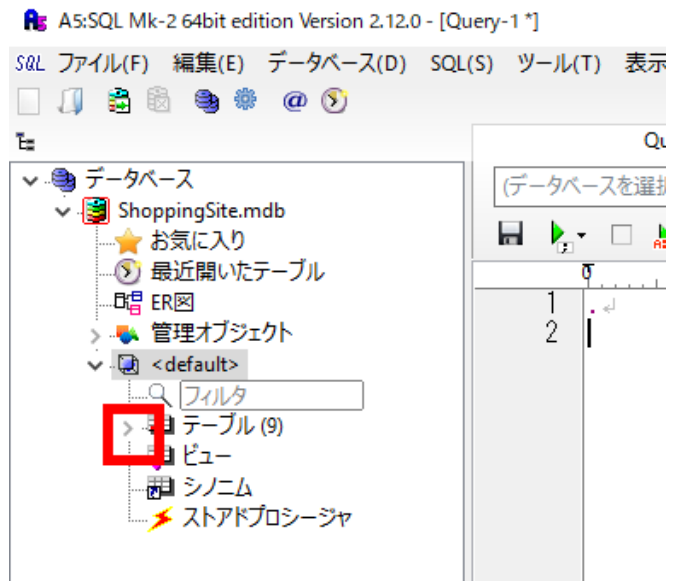 A5:SQL Mk-2 64bit edition Version 2.12.0 - [Query-1 *]
SQL ファイル(F) 編集(E) データベース(D) SQL(S) ツール(T) 表示
Qu
データベース
(データベースを選択
ShoppingSite.mdb
お気に入り
最近開いたテーブル
ER図
管理オブジェクト
<default>
フィルタ
テーブル (9)
ビュー
シノニム
ストアドプロシージャ
1 .
2